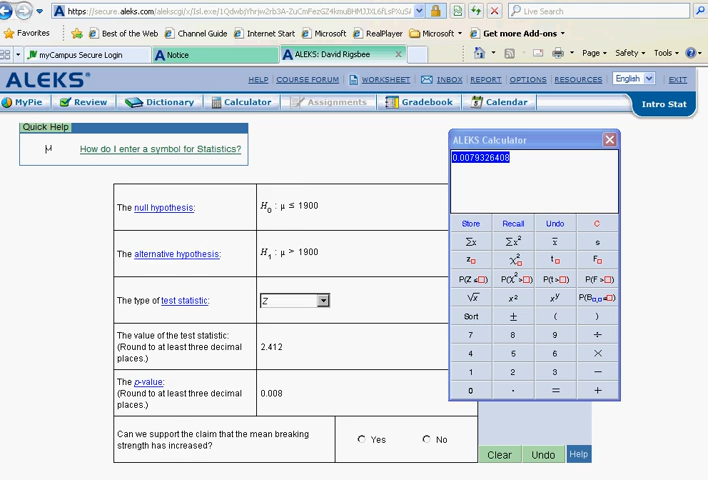 https://secure.aleks.com/alekscgi/x/Isl.exe/
Live Search
Favorites
Best of the Web
Channel Guide
Internet Start
Microsoft
RealPlayer
Microsoft
Get more Add-ons
myCampus Secure Login
Notice
ALEKS: David Rigsbee
Page
Safety
Tools
ALEKS®
HELP
COURSE FORUM
WORKSHEET
INBOX
REPORT
OPTIONS
RESOURCES
English
EXIT
MyPie
Review
Dictionary
Calculator
Assignments
Gradebook
Calendar
Intro Stat
Quick Help
μ How do I enter a symbol for Statistics?
The null hypothesis:
H0 : μ ≤ 1900
The alternative hypothesis:
H1 : μ > 1900
The type of test statistic:
Z
The value of the test statistic:
(Round to at least three decimal
places.)
2.412
The p-value:
(Round to at least three decimal
places.)
0.008
Can we support the claim that the mean breaking
strength has increased?
Yes
No
Clear
Undo
Help
ALEKS Calculator
0.0079326408
Store Recall Undo C
Σx Σx² x̄ s
z□ χ²□ t□ F□
P(Z ≤□) P(χ²>□) P(t>□) P(F>□)
√x x² xʸ P(B□,□≤□)
Sort ± ( )
7 8 9 ÷
4 5 6 ×
1 2 3 −
0 . = +